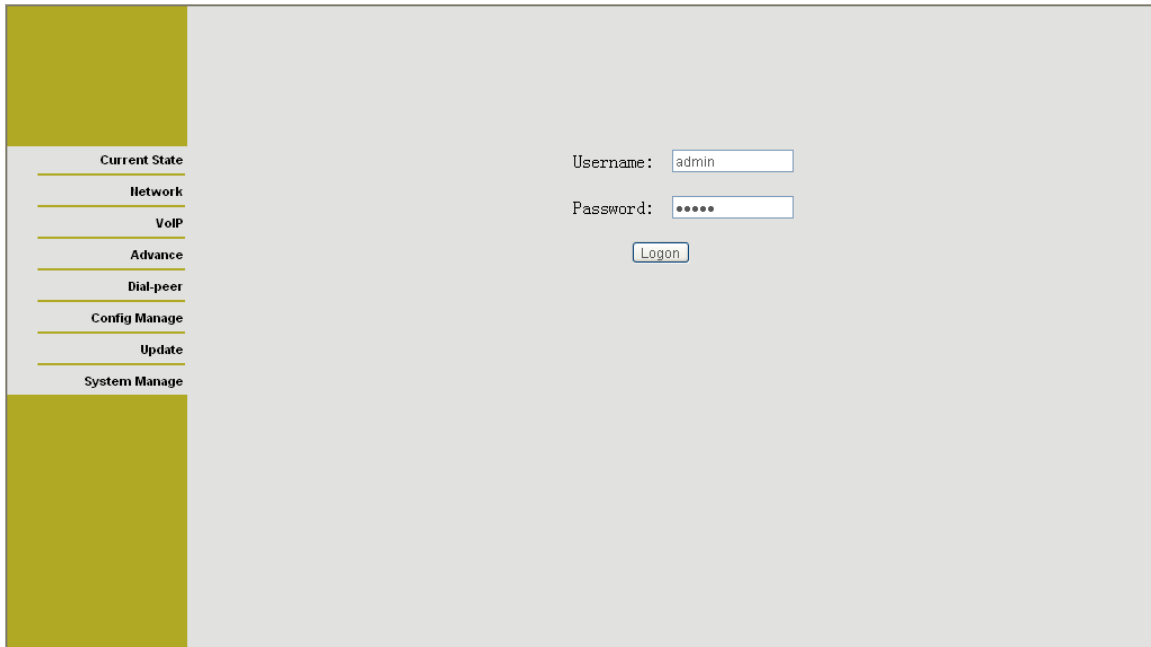 Current State
Network
VoIP
Advance
Dial-peer
Config Manage
Update
System Manage
Username: admin
Password: •••••
Logon